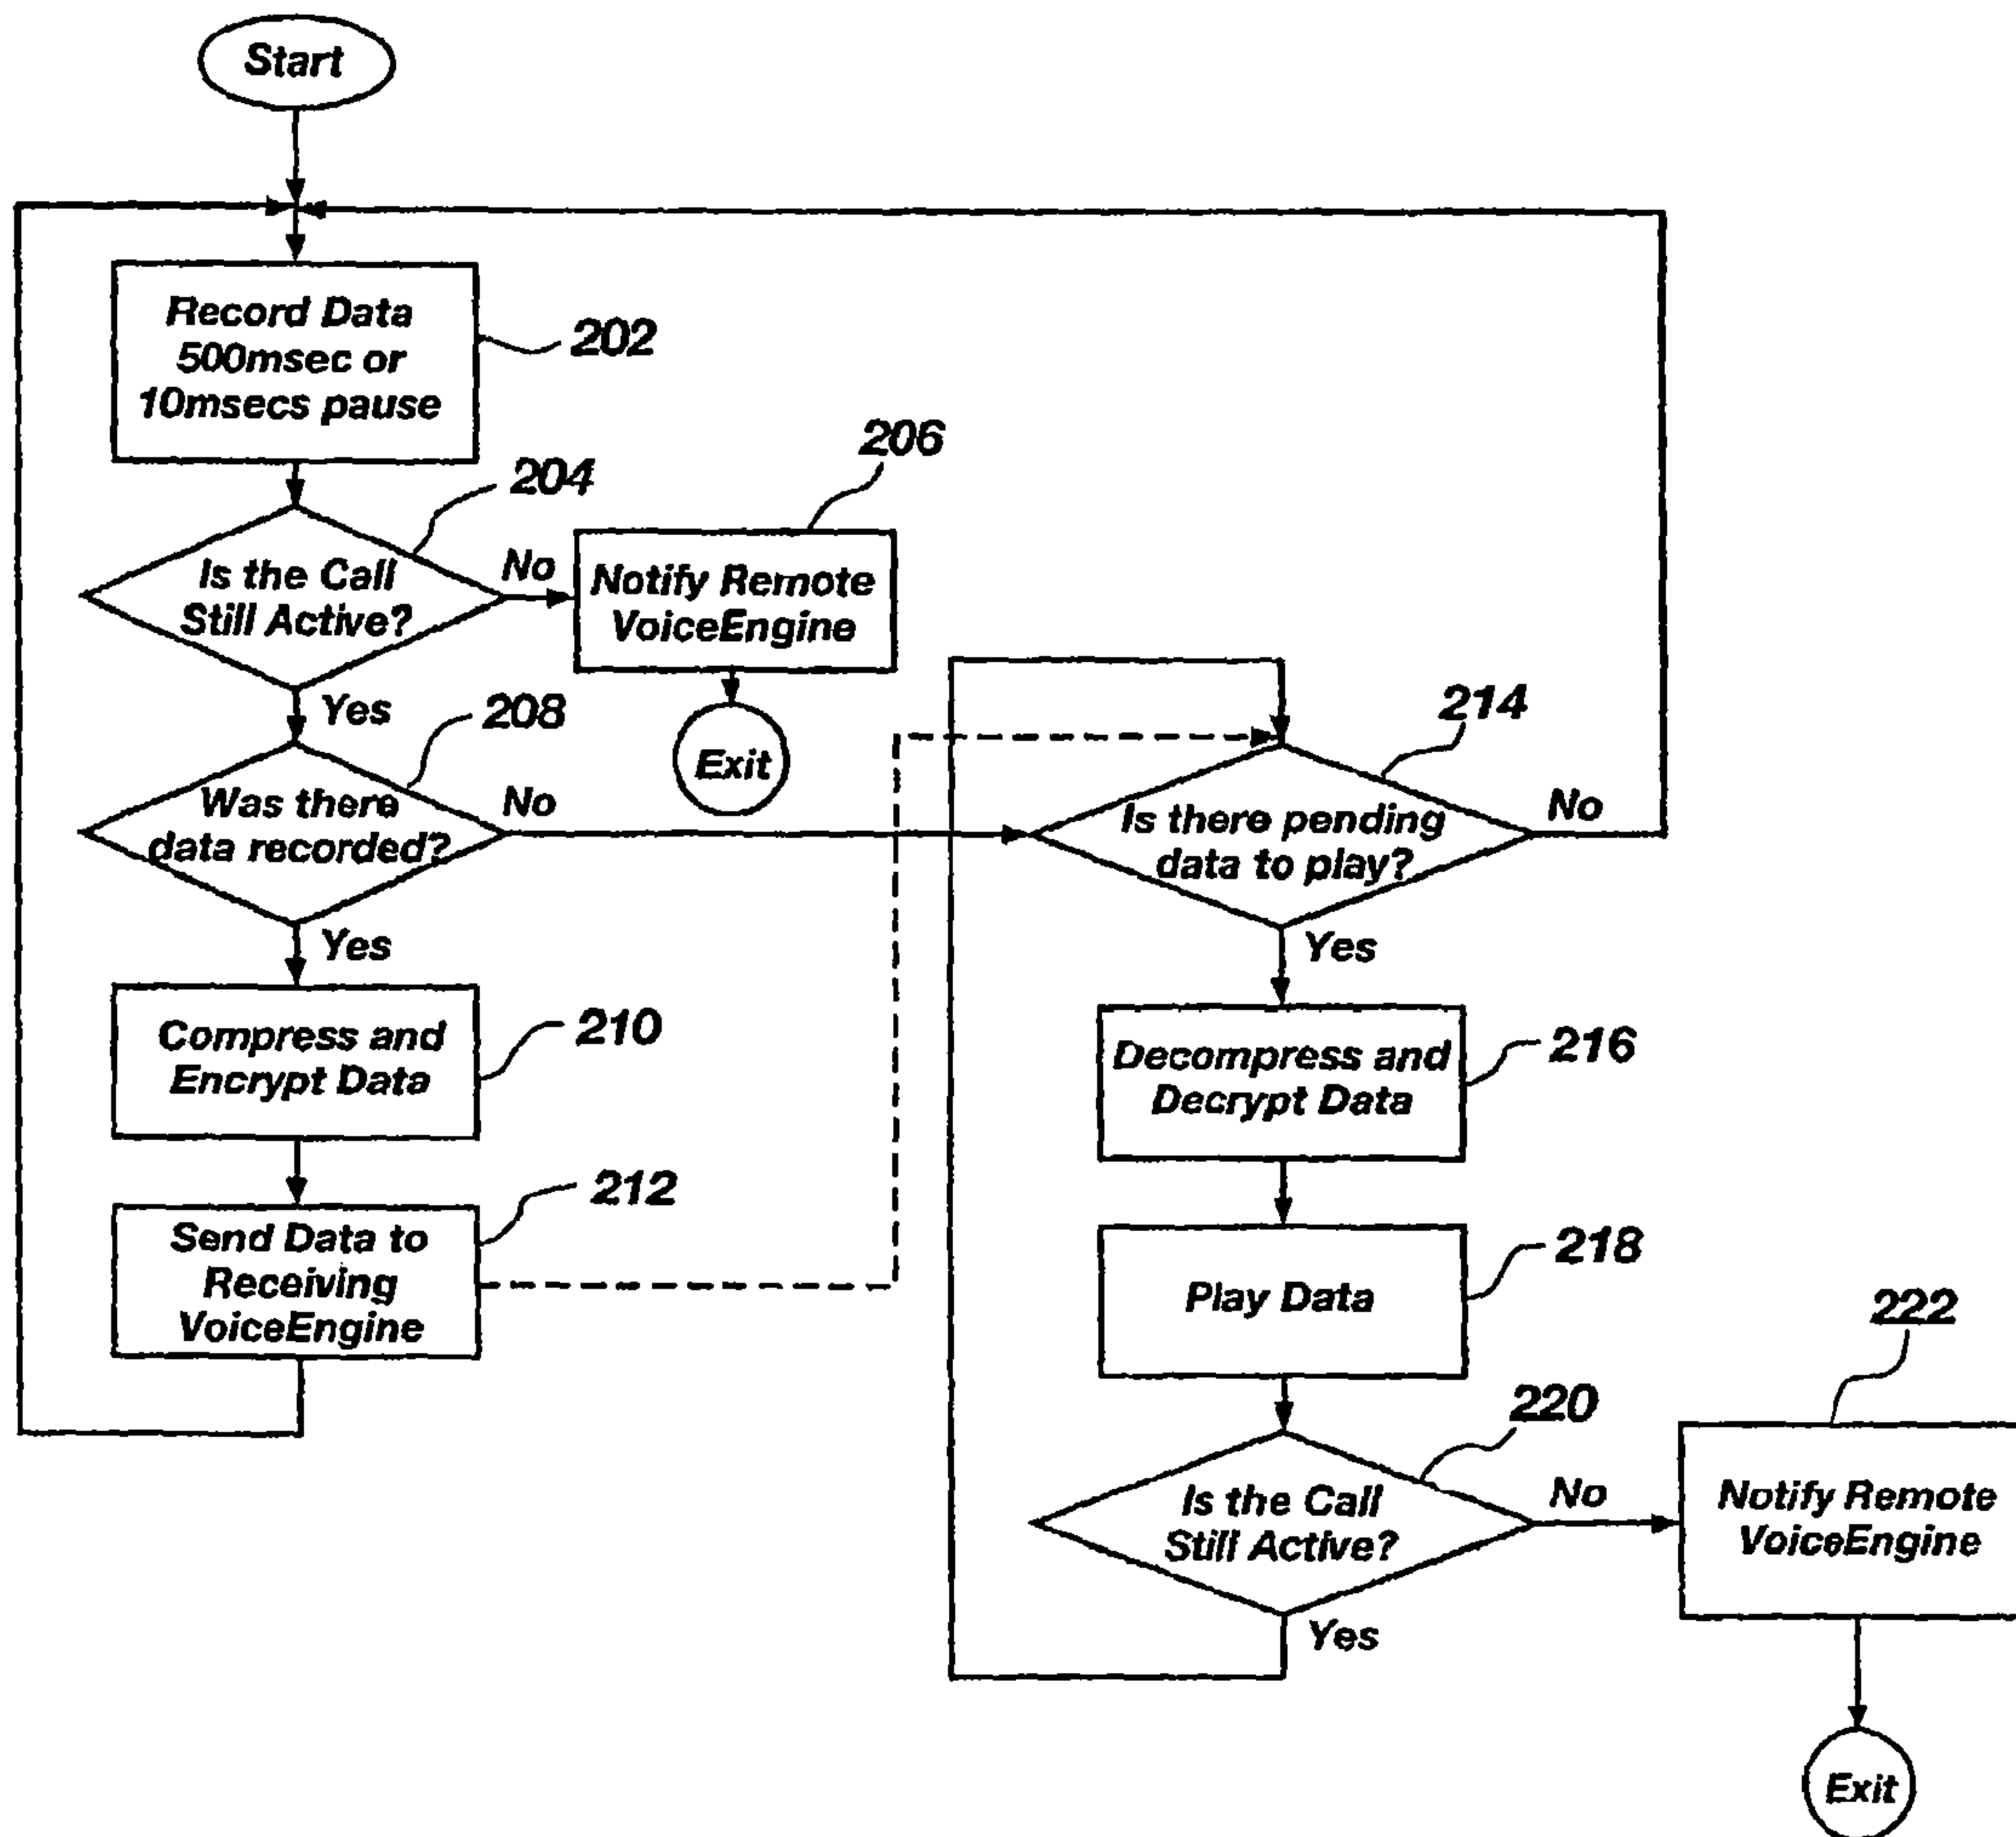 Start
Record Data
500msec or
10msecs pause
202
204
206
Is the Call
Still Active?
No
Notify Remote
VoiceEngine
Yes
Exit
208
Was there
data recorded?
No
Yes
214
Is there pending
data to play?
No
Yes
Compress and
Encrypt Data
210
Decompress and
Decrypt Data
216
Send Data to
Receiving
VoiceEngine
212
Play Data
218
220
Is the Call
Still Active?
No
Yes
222
Notify Remote
VoiceEngine
Exit